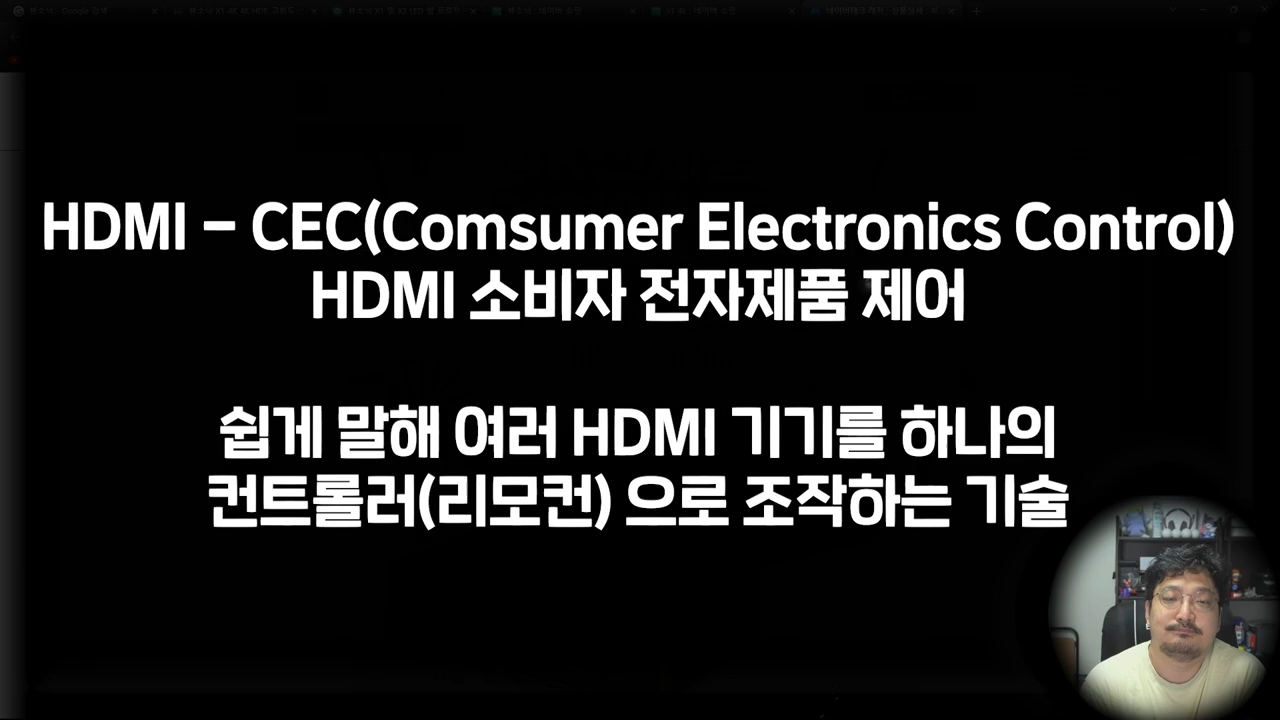 HDMI – CEC(Comsumer Electronics Control)
HDMI 소비자 전자제품 제어
쉽게 말해 여러 HDMI 기기를 하나의
컨트롤러(리모컨) 으로 조작하는 기술